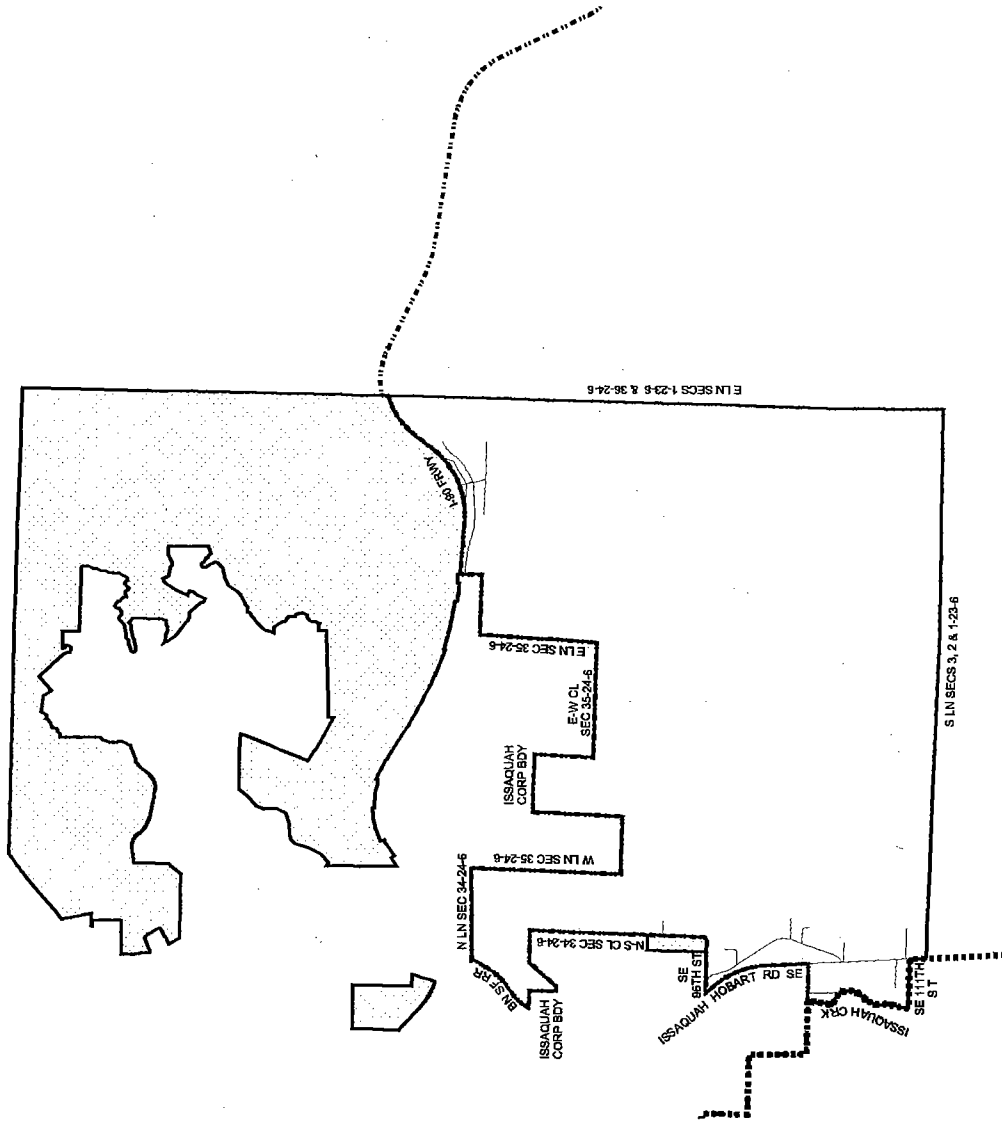 I-90 FRWY
E LN SECS 1-23-6 & 36-24-6
E LN SEC 35-24-6
E-W CL
SEC 35-24-6
ISSAQUAH
CORP BDY
S LN SECS 3, 2 & 1-23-6
N LN SEC 34-24-6
W LN SEC 35-24-6
BN SF RR
N-S CL SEC 34-24-6
ISSAQUAH
CORP BDY
SE
96TH ST
ISSAQUAH HOBART RD SE
ISSAQUAH CRK
SE 111TH
ST